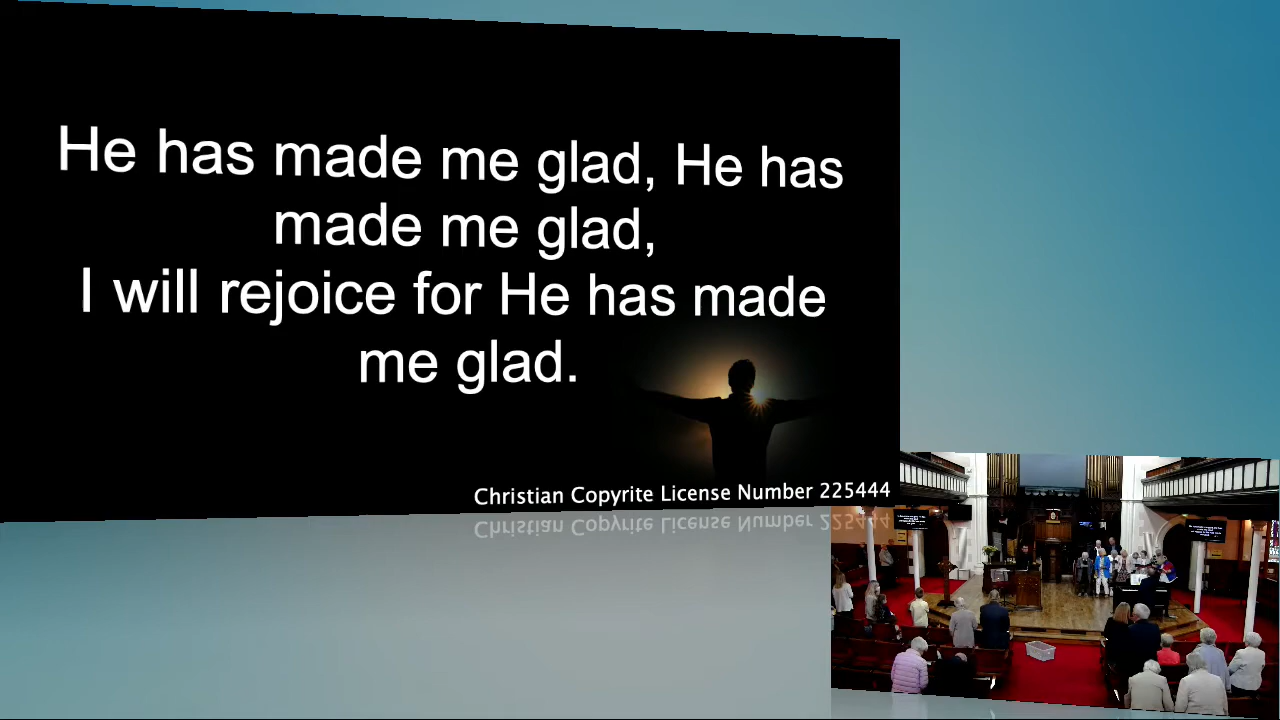 He has made me glad, He has
made me glad,
I will rejoice for He has made
me glad.
Christian Copyrite License Number 225444